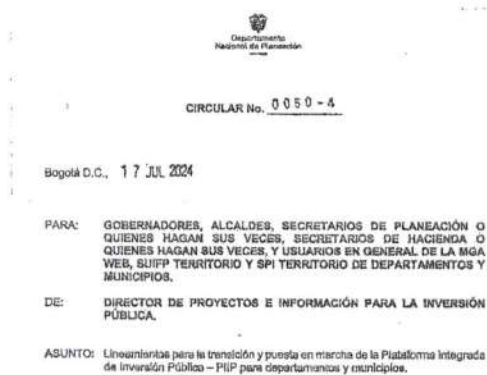 Departamento
Nacional de Planeación
CIRCULAR No. 0050-4
Bogotá D.C., 17 JUL 2024
PARA: GOBERNADORES, ALCALDES, SECRETARIOS DE PLANEACIÓN O
QUIENES HAGAN SUS VECES, SECRETARIOS DE HACIENDA O
QUIENES HAGAN SUS VECES, Y USUARIOS EN GENERAL DE LA MGA
WEB, SUIFP TERRITORIO Y SPI TERRITORIO DE DEPARTAMENTOS Y
MUNICIPIOS.
DE: DIRECTOR DE PROYECTOS E INFORMACIÓN PARA LA INVERSIÓN
PÚBLICA.
ASUNTO: Lineamientos para la transición y puesta en marcha de la Plataforma Integrada
de Inversión Pública – PIIP para departamentos y municipios.